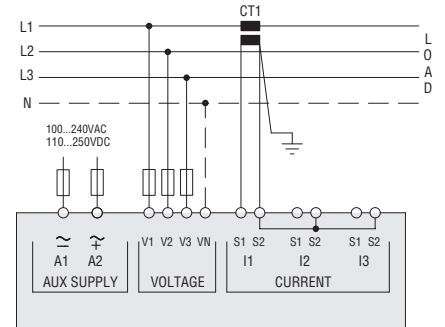 CT1
L1
L2
L3
N
LOAD
100...240VAC
110...250VDC
V1 V2 V3 VN
S1 S2 S1 S2 S1 S2
A1 A2
I1 I2 I3
AUX SUPPLY VOLTAGE CURRENT